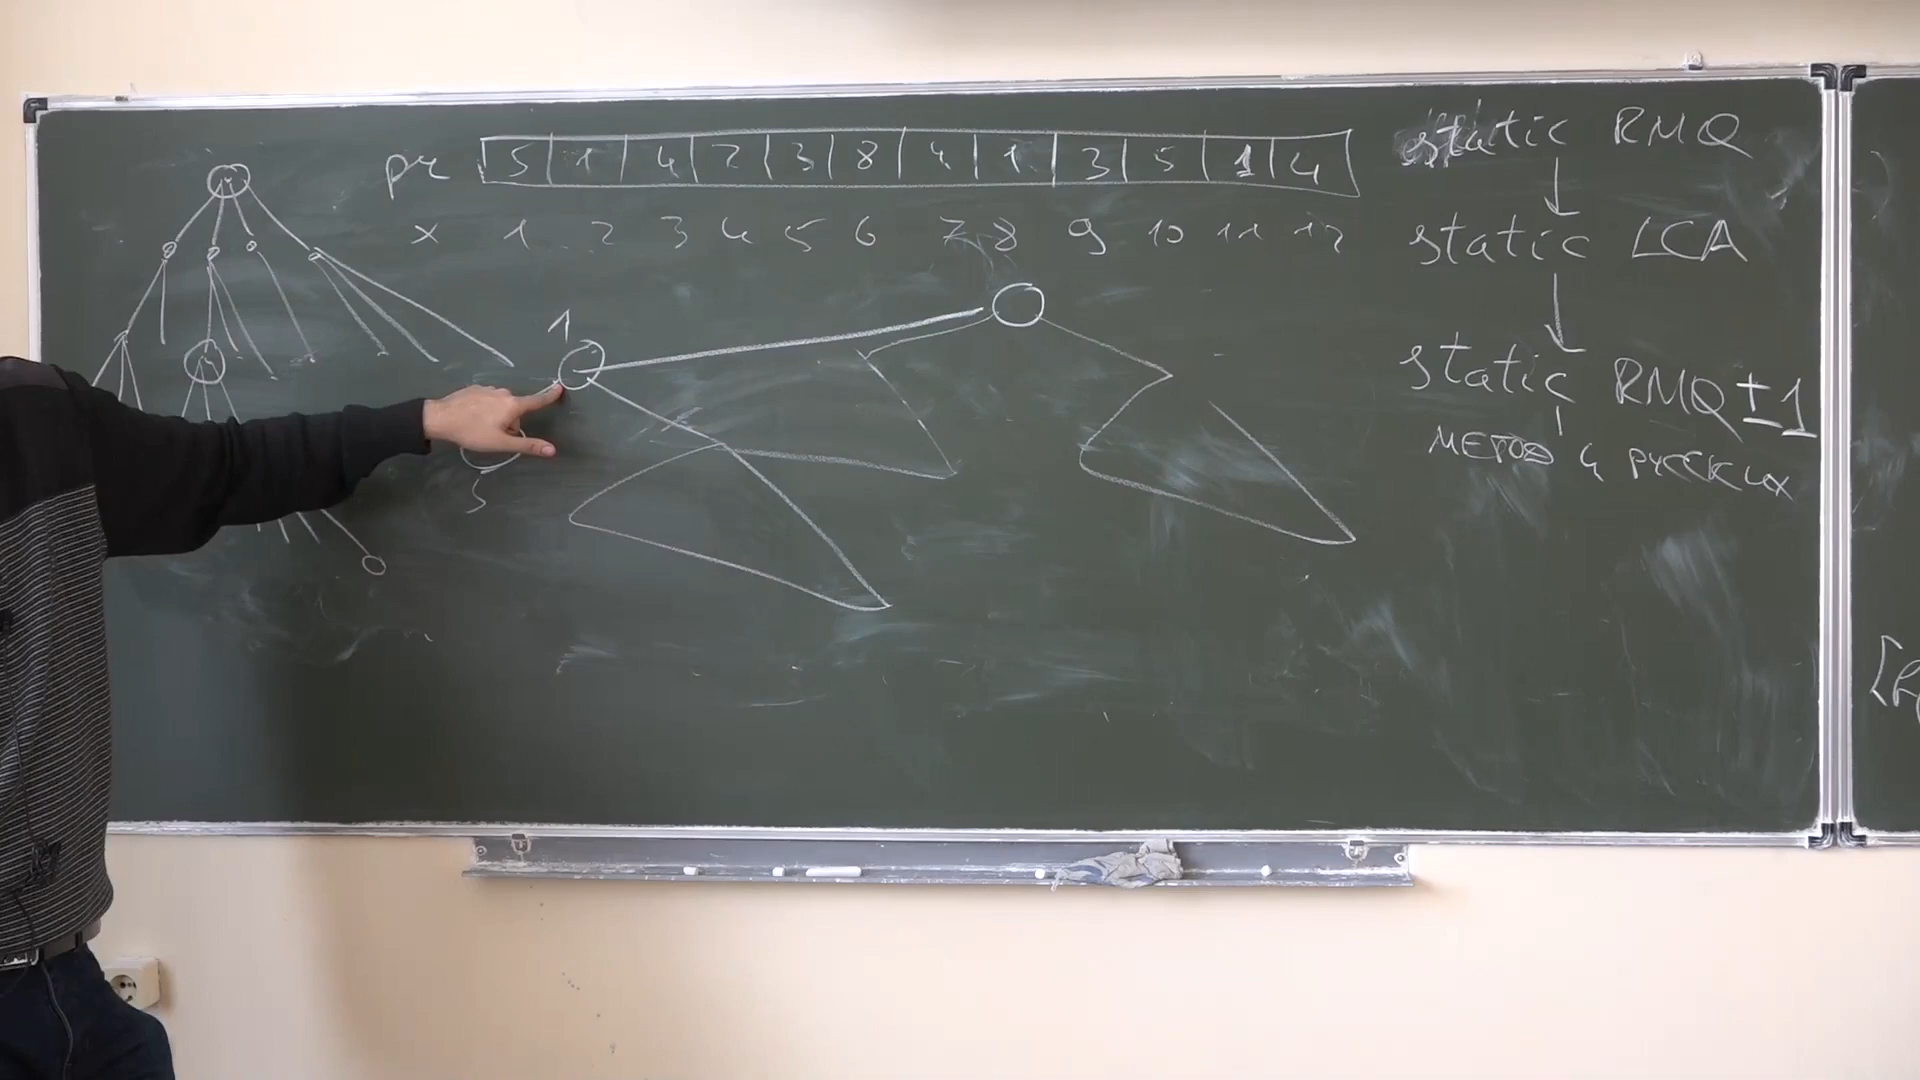 pr 5 1 4 2 3 8 4 1 3 5 1 4
x 1 2 3 4 5 6 7 8 9 10 11 12
1
5
static RMQ
static LCA
static RMQ ±1
МЕТОД 4 РУССКИХ